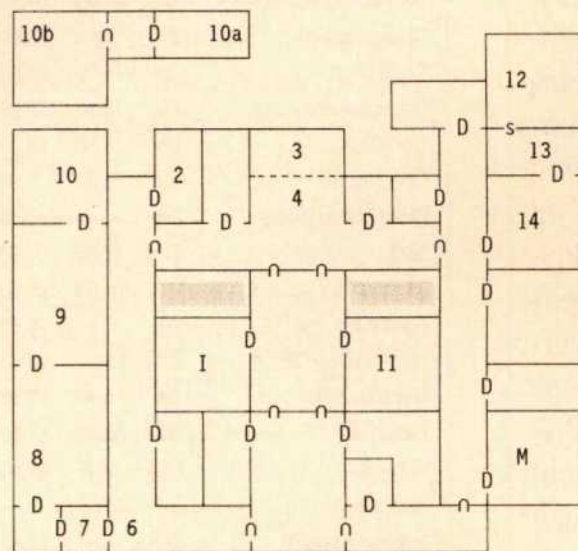 10b ∩ D 10a
12
D s
3 13
10 2 D
4
D D D D 14
∩ ∩ D
∩ ∩
D
9 D D
I 11
D D
∩ ∩
D D D
8 M
D
D D ∩
D 7 D 6 ∩ ∩